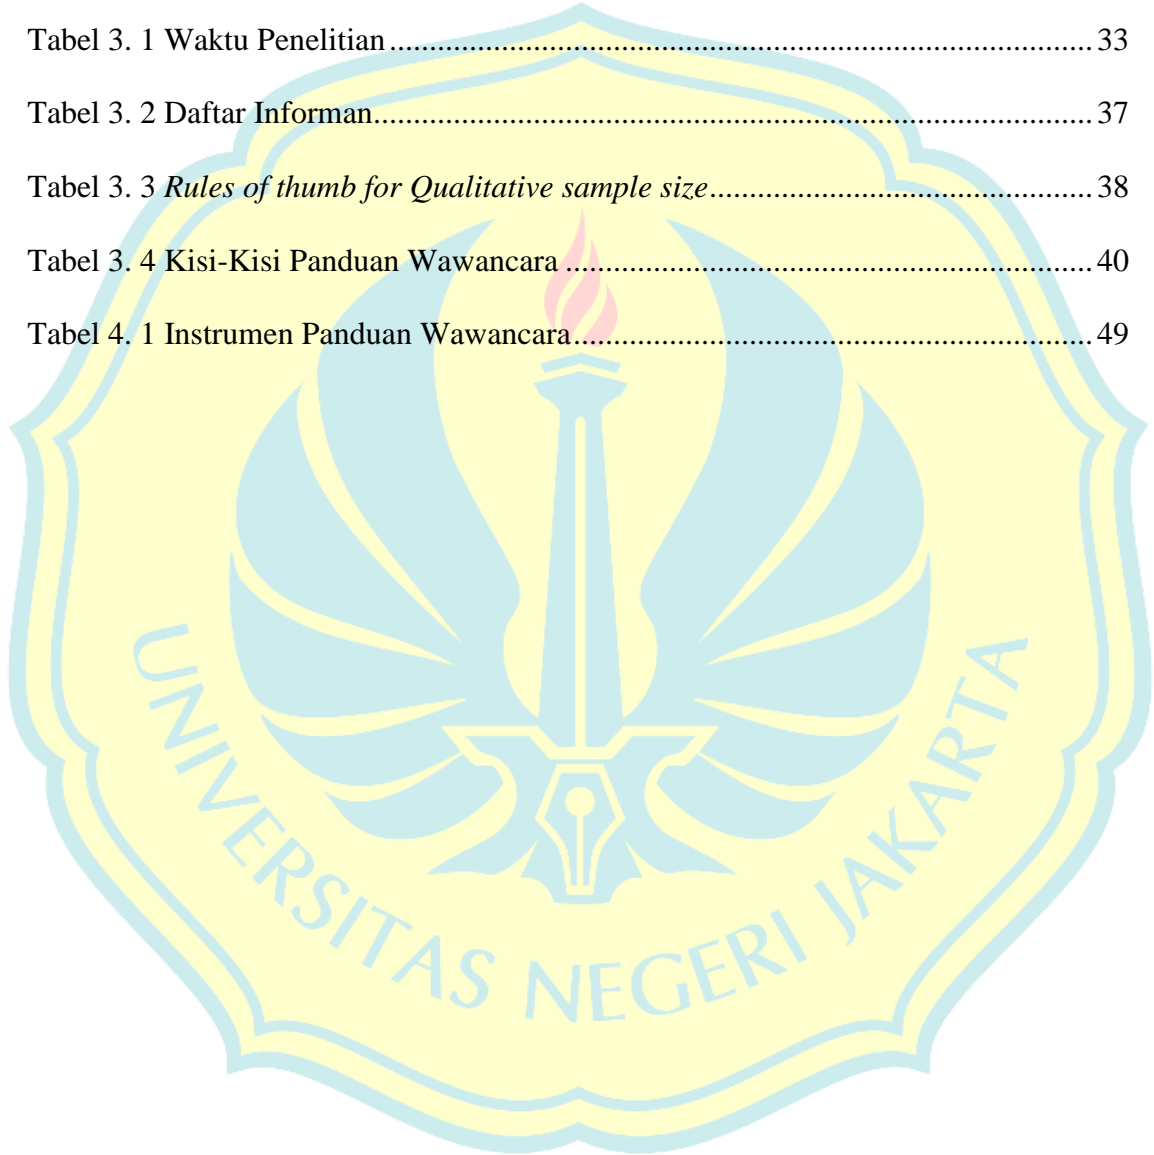 Tabel 3. 1 Waktu Penelitian........................................................................................ 33
Tabel 3. 2 Daftar Informan.......................................................................................... 37
Tabel 3. 3 Rules of thumb for Qualitative sample size................................................ 38
Tabel 3. 4 Kisi-Kisi Panduan Wawancara .................................................................. 40
Tabel 4. 1 Instrumen Panduan Wawancara................................................................. 49
UNIVERSITAS NEGERI JAKARTA